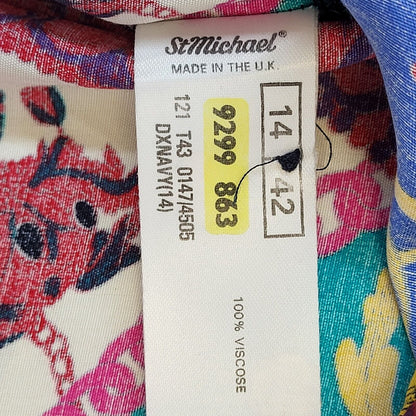 StMichael®
MADE IN THE U.K.
14 42
9299 863
121 T43 0147/4505
DXNAVY(14)
100% VISCOSE